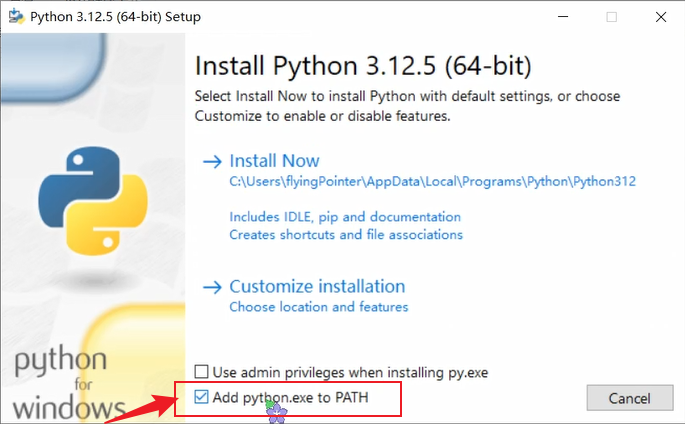 Python 3.12.5 (64-bit) Setup
Install Python 3.12.5 (64-bit)
Select Install Now to install Python with default settings, or choose
Customize to enable or disable features.
Install Now
C:\Users\flyingPointer\AppData\Local\Programs\Python\Python312
Includes IDLE, pip and documentation
Creates shortcuts and file associations
Customize installation
Choose location and features
Use admin privileges when installing py.exe
Add python.exe to PATH
Cancel
python
for
windows